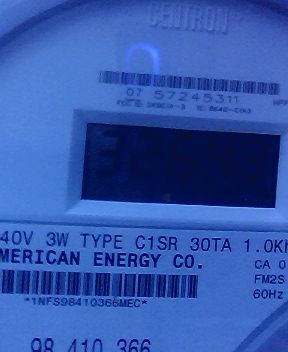 CENTRON
07 57245311
40V 3W TYPE C1SR 30TA 1.0K
MERICAN ENERGY CO.
CA 0
FM2S
*1NFS98410366MEC*
60Hz
98 410 366